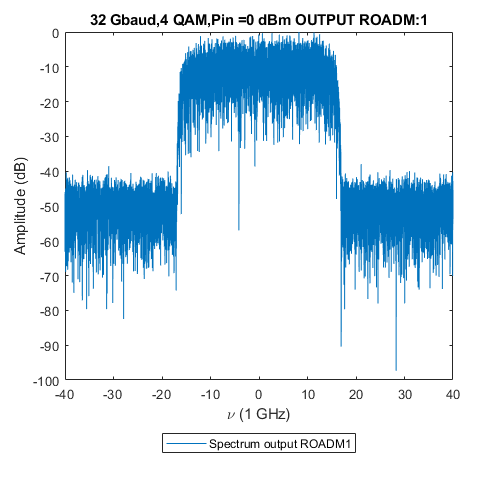 32 Gbaud,4 QAM,Pin =0 dBm OUTPUT ROADM:1
0
-10
-20
-30
-40
-50
-60
-70
-80
-90
-100
Amplitude (dB)
-40 -30 -20 -10 0 10 20 30 40
ν (1 GHz)
Spectrum output ROADM1